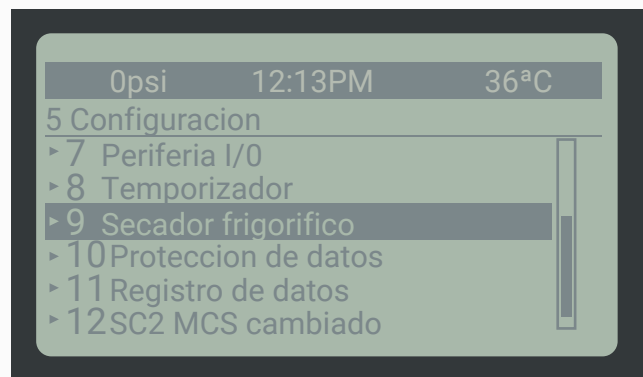 0psi 12:13PM 36ªC
5 Configuracion
▸7 Periferia I/0
▸8 Temporizador
▸9 Secador frigorifico
▸10 Proteccion de datos
▸11 Registro de datos
▸12 SC2 MCS cambiado